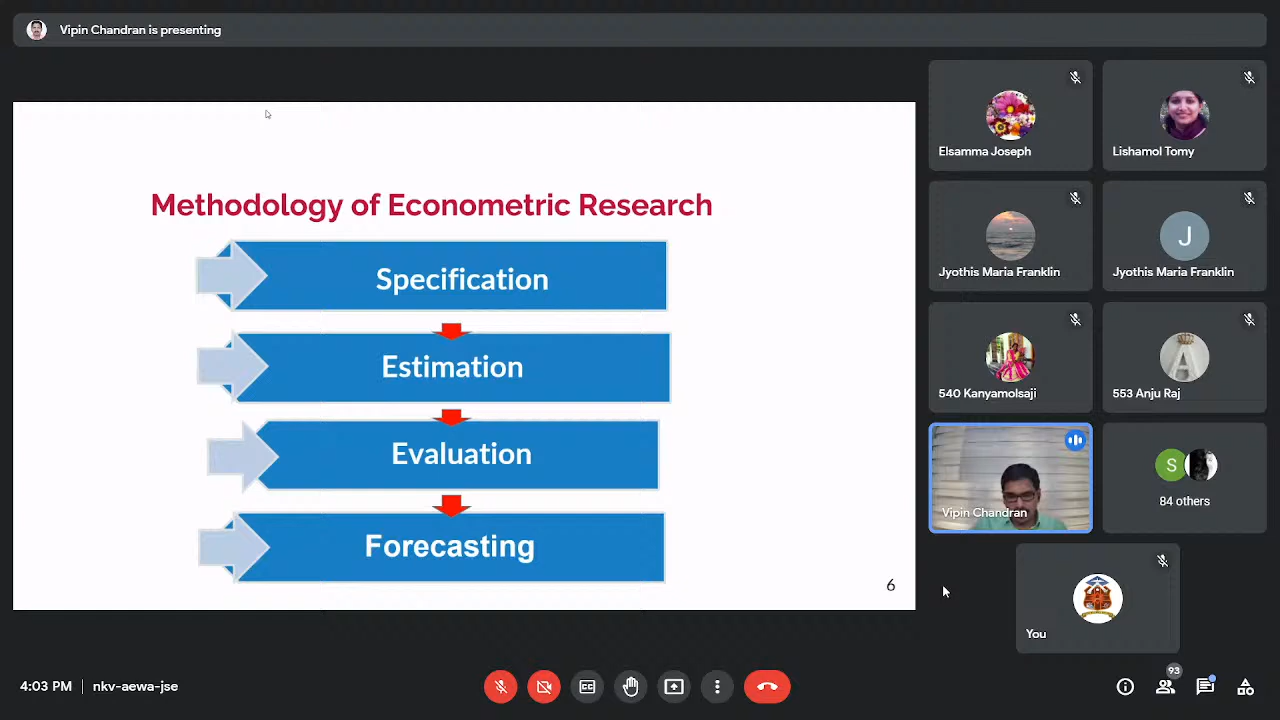 Vipin Chandran is presenting
Methodology of Econometric Research
Specification
Estimation
Evaluation
Forecasting
6
Elsamma Joseph
Lishamol Tomy
Jyothis Maria Franklin
J
Jyothis Maria Franklin
540 Kanyamolsaji
A
553 Anju Raj
Vipin Chandran
S
84 others
You
4:03 PM
nkv-aewa-jse
CC
93